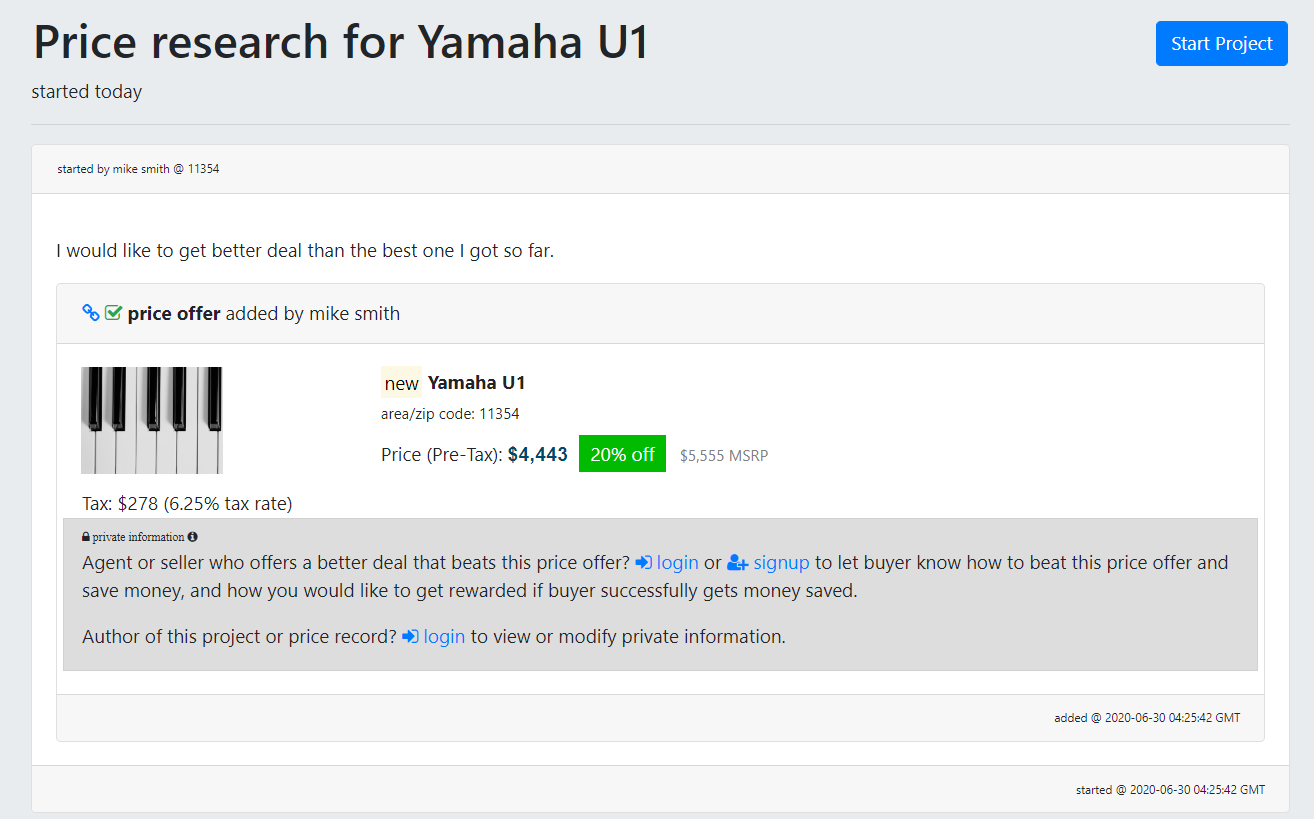 Price research for Yamaha U1
Start Project
started today
started by mike smith @ 11354
I would like to get better deal than the best one I got so far.
price offer added by mike smith
new Yamaha U1
area/zip code: 11354
Price (Pre-Tax): $4,443 20% off $5,555 MSRP
Tax: $278 (6.25% tax rate)
private information
Agent or seller who offers a better deal that beats this price offer? login or signup to let buyer know how to beat this price offer and
save money, and how you would like to get rewarded if buyer successfully gets money saved.
Author of this project or price record? login to view or modify private information.
added @ 2020-06-30 04:25:42 GMT
started @ 2020-06-30 04:25:42 GMT